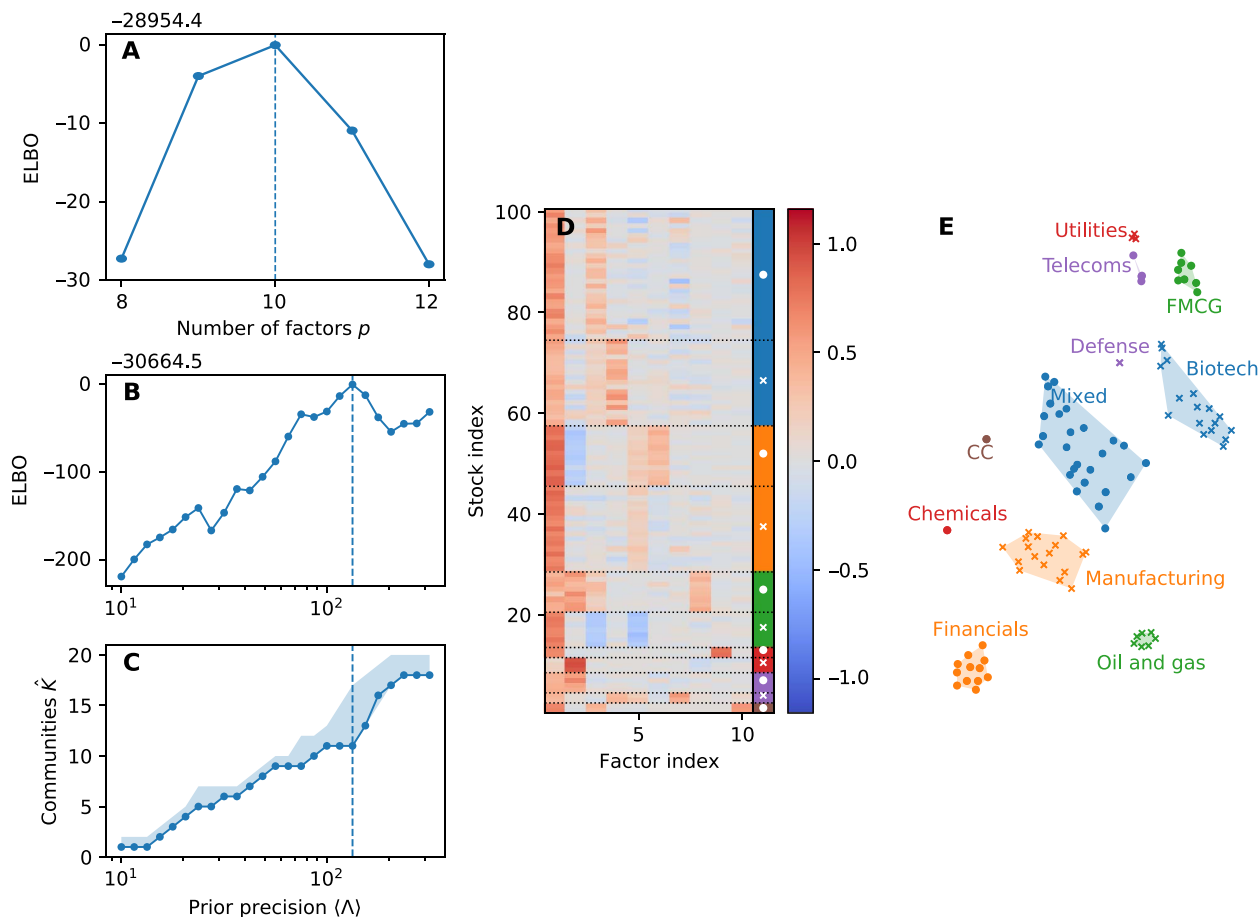 −28954.4
A
0
−10
−20
−30
ELBO
8
10
12
Number of factors p
−30664.5
B
0
−100
−200
ELBO
10¹
10²
C
20
15
10
5
0
Communities K̂
10¹
10²
Prior precision ⟨Λ⟩
D
100
80
60
40
20
Stock index
5
10
Factor index
1.0
0.5
0.0
−0.5
−1.0
E
Utilities
Telecoms
FMCG
Defense
Biotech
Mixed
CC
Chemicals
Manufacturing
Financials
Oil and gas